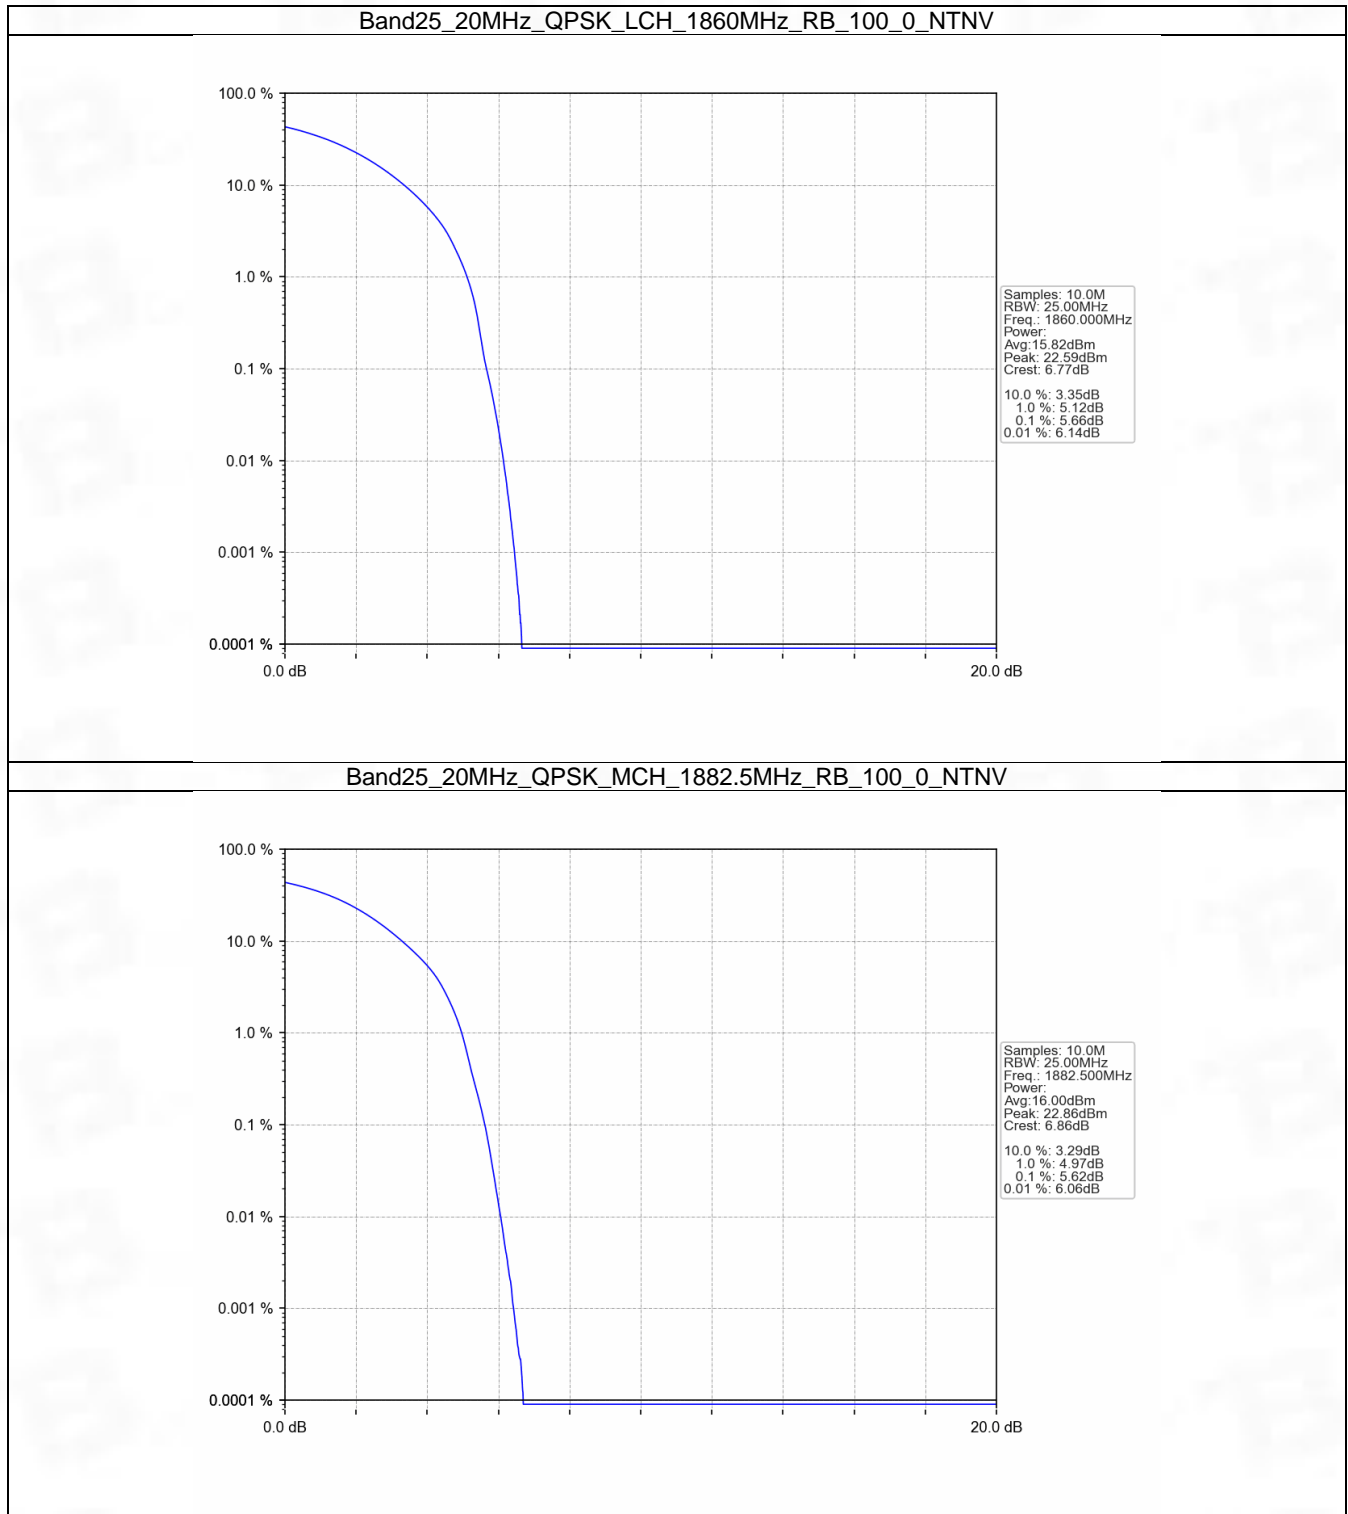 Band25_20MHz_QPSK_LCH_1860MHz_RB_100_0_NTNV
100.0 %
10.0 %
1.0 %
0.1 %
0.01 %
0.001 %
0.0001 %
0.0 dB
20.0 dB
Samples: 10.0M
RBW: 25.00MHz
Freq.: 1860.000MHz
Power:
Avg:15.82dBm
Peak: 22.59dBm
Crest: 6.77dB
10.0 %: 3.35dB
1.0 %: 5.12dB
0.1 %: 5.66dB
0.01 %: 6.14dB
Band25_20MHz_QPSK_MCH_1882.5MHz_RB_100_0_NTNV
100.0 %
10.0 %
1.0 %
0.1 %
0.01 %
0.001 %
0.0001 %
0.0 dB
20.0 dB
Samples: 10.0M
RBW: 25.00MHz
Freq.: 1882.500MHz
Power:
Avg:16.00dBm
Peak: 22.86dBm
Crest: 6.86dB
10.0 %: 3.29dB
1.0 %: 4.97dB
0.1 %: 5.62dB
0.01 %: 6.06dB